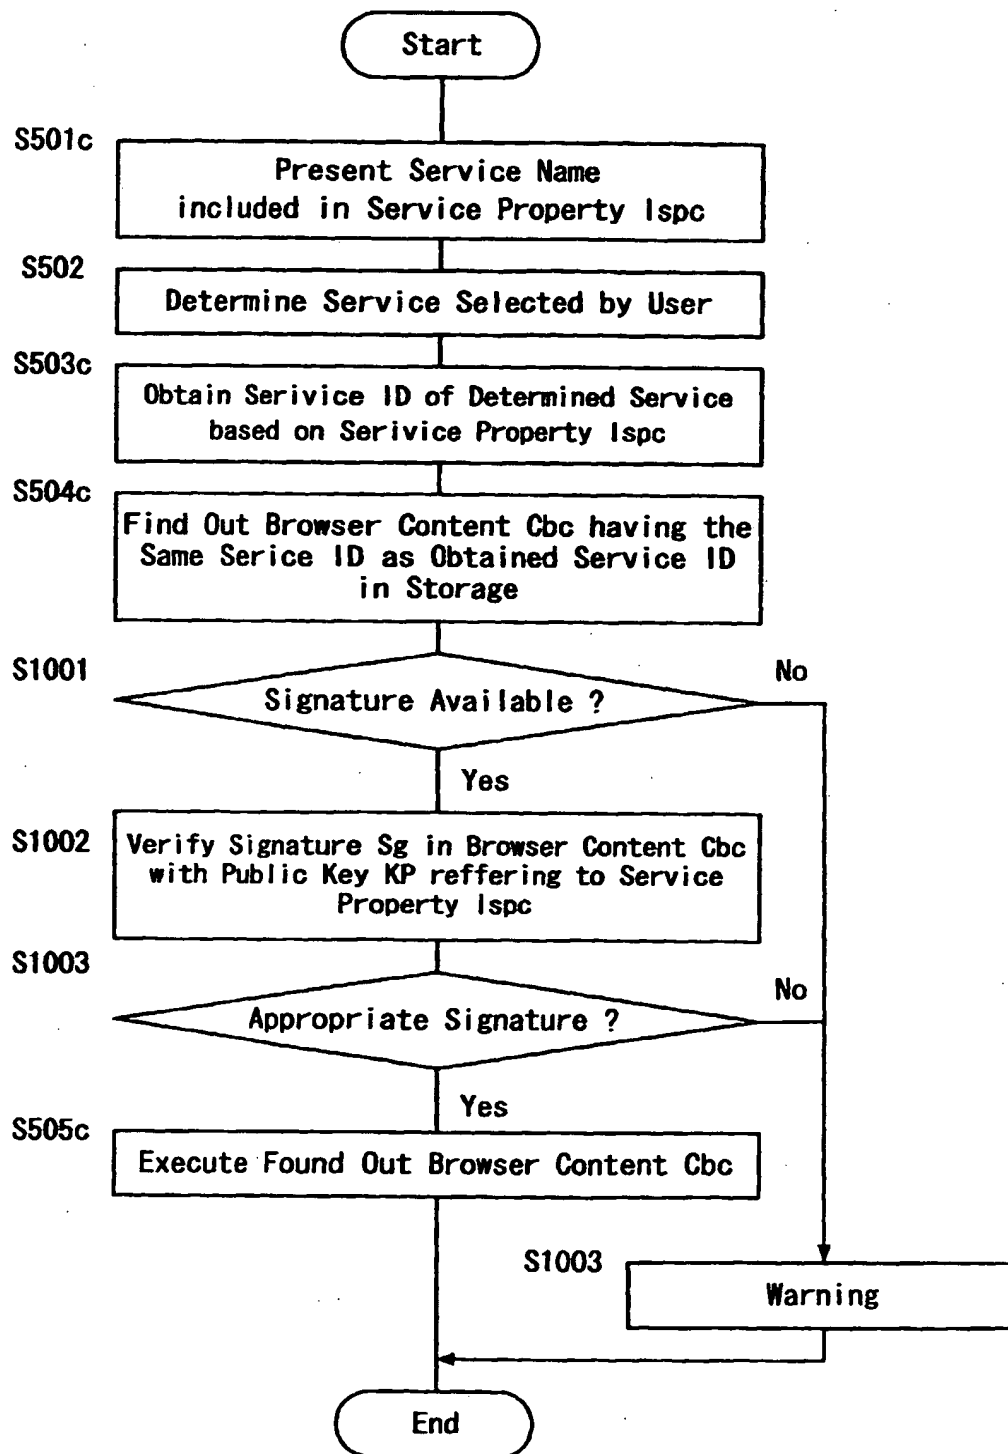 Start
S501c
Present Service Name
included in Service Property Ispc
S502
Determine Service Selected by User
S503c
Obtain Serivice ID of Determined Service
based on Serivice Property Ispc
S504c
Find Out Browser Content Cbc having the
Same Serice ID as Obtained Service ID
in Storage
S1001
Signature Available ?
No
Yes
S1002
Verify Signature Sg in Browser Content Cbc
with Public Key KP reffering to Service
Property Ispc
S1003
Appropriate Signature ?
No
Yes
S505c
Execute Found Out Browser Content Cbc
S1003
Warning
End